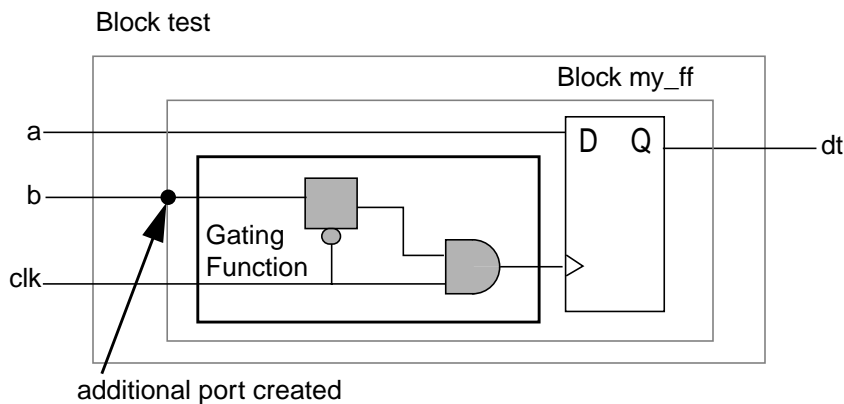 Block test
Block my_ff
a
D Q
dt
b
Gating
Function
clk
additional port created